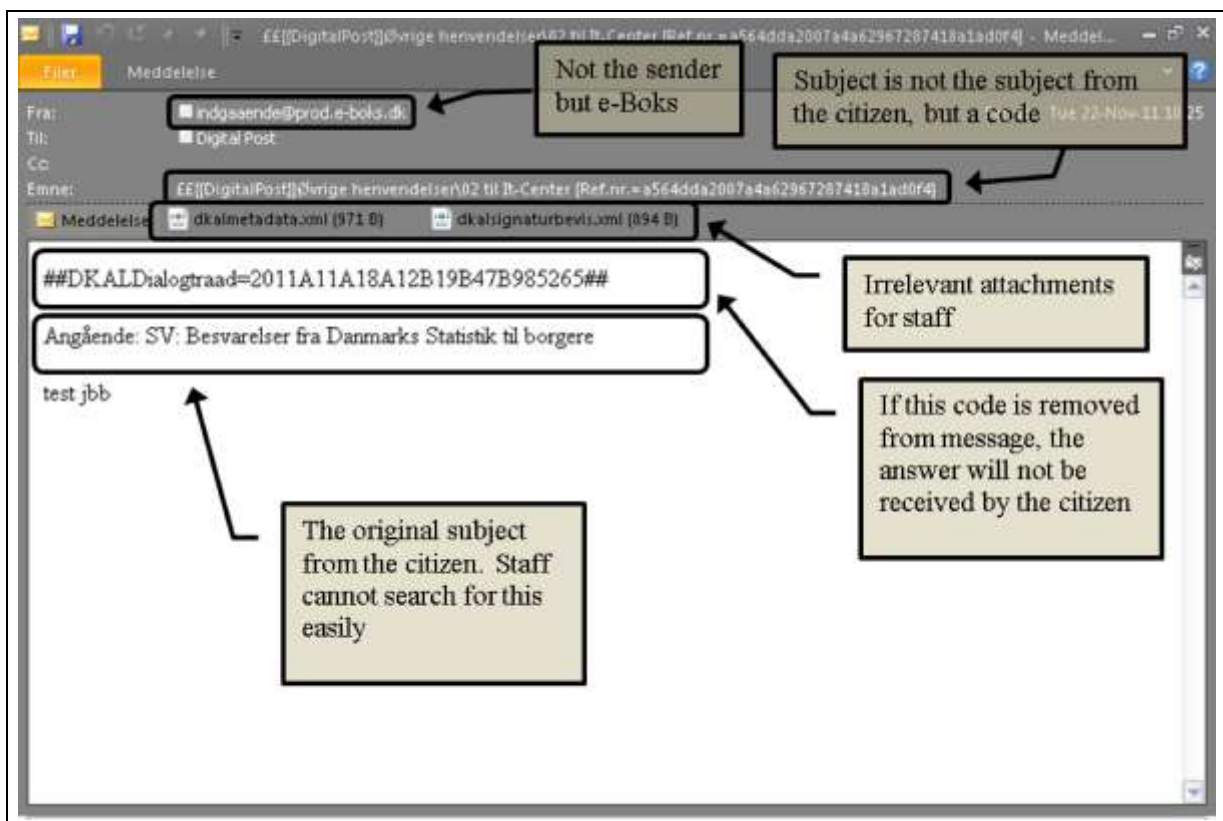 ££[[DigitalPost]]Øvrige henvendelser\02 til It-Center [Ref.nr.=a564dda2007a4a62967287418a1ad0f4] - Meddel...
Filer Meddelelse
Not the sender
but e-Boks
Subject is not the subject from
the citizen, but a code
Fra: indgaaende@prod.e-boks.dk
Tue 22-Nov-11 10 25
Til: Digital Post
Cc
Emne: ££[[DigitalPost]]Øvrige henvendelser\02 til It-Center [Ref.nr.=a564dda2007a4a62967287418a1ad0f4]
Meddelelse dkalmetadata.xml (971 B) dkalsignaturbevis.xml (894 B)
##DKALDialogtraad=2011A11A18A12B19B47B985265##
Angående: SV: Besvarelser fra Danmarks Statistik til borgere
test jbb
Irrelevant attachments
for staff
If this code is removed
from message, the
answer will not be
received by the citizen
The original subject
from the citizen. Staff
cannot search for this
easily